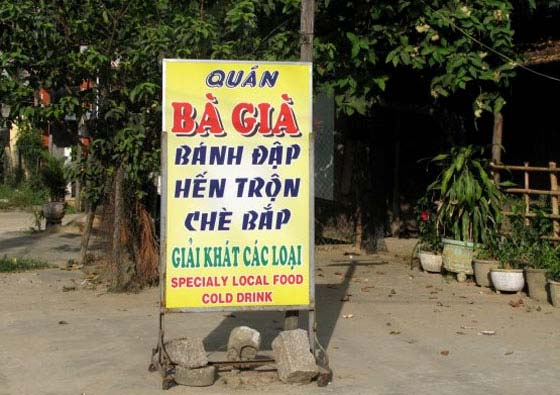 QUÁN
BÀ GIÀ
BÁNH ĐẬP
HẾN TRỘN
CHÈ BẮP
GIẢI KHÁT CÁC LOẠI
SPECIALY LOCAL FOOD
COLD DRINK